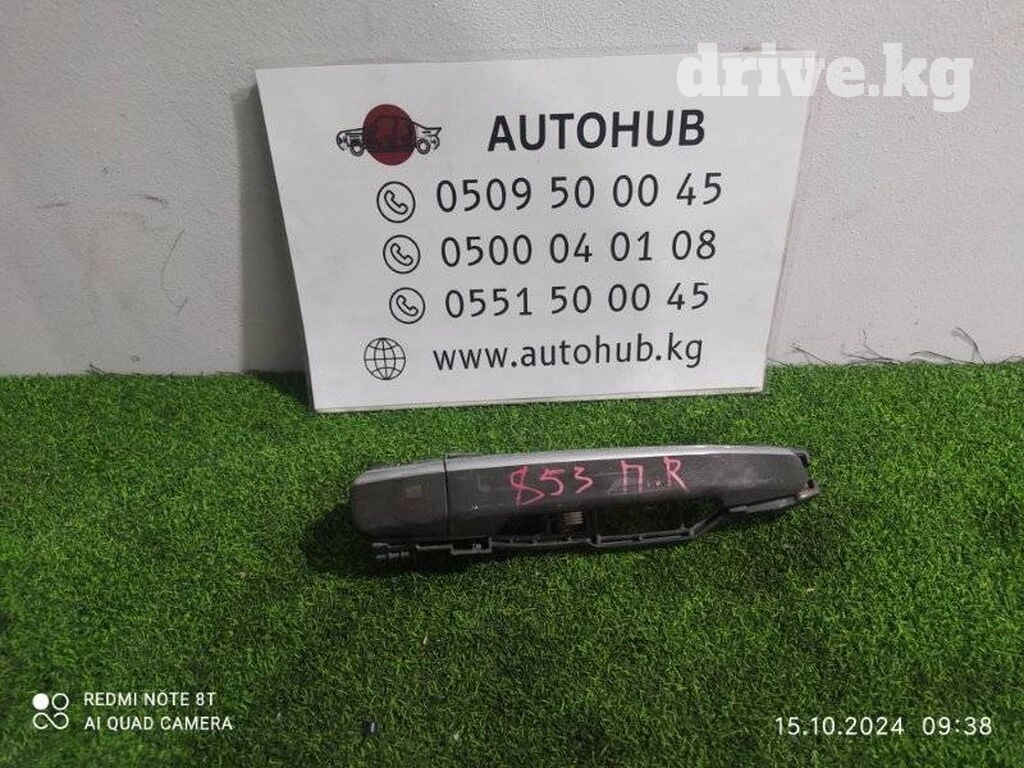 drive.kg
AUTOHUB
0509 50 00 45
0500 04 01 08
0551 50 00 45
www.autohub.kg
853 П.R
REDMI NOTE 8T
AI QUAD CAMERA
15.10.2024 09:38